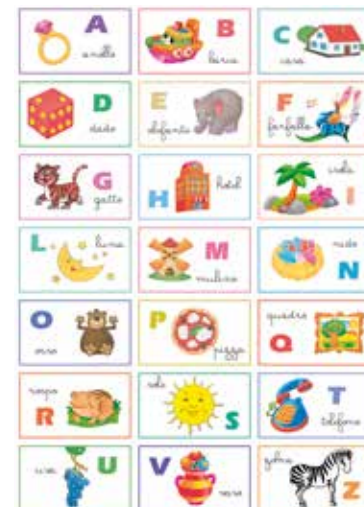 A
anello
B
barca
C
casa
D
dado
E
elefante
F
farfalla
G
gatto
H
hotel
isola
I
L
luna
M
mulino
nido
N
O
orso
P
pizza
quadro
Q
rospo
R
sole
S
T
telefono
uva
U
V
vaso
zebra
Z